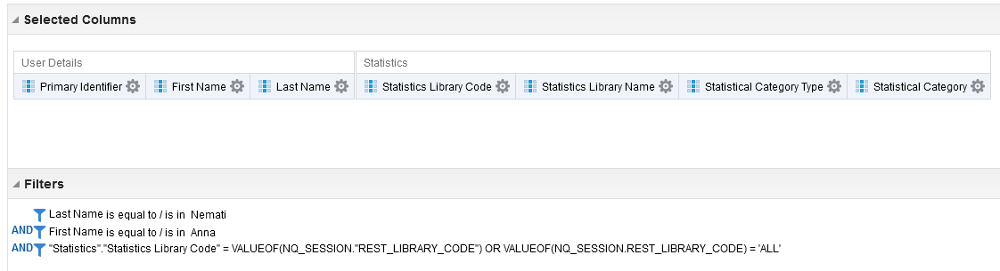 Selected Columns
User Details
Statistics
Primary Identifier First Name Last Name Statistics Library Code Statistics Library Name Statistical Category Type Statistical Category
Filters
Last Name is equal to / is in Nemati
AND First Name is equal to / is in Anna
AND "Statistics"."Statistics Library Code" = VALUEOF(NQ_SESSION."REST_LIBRARY_CODE") OR VALUEOF(NQ_SESSION.REST_LIBRARY_CODE) = 'ALL'